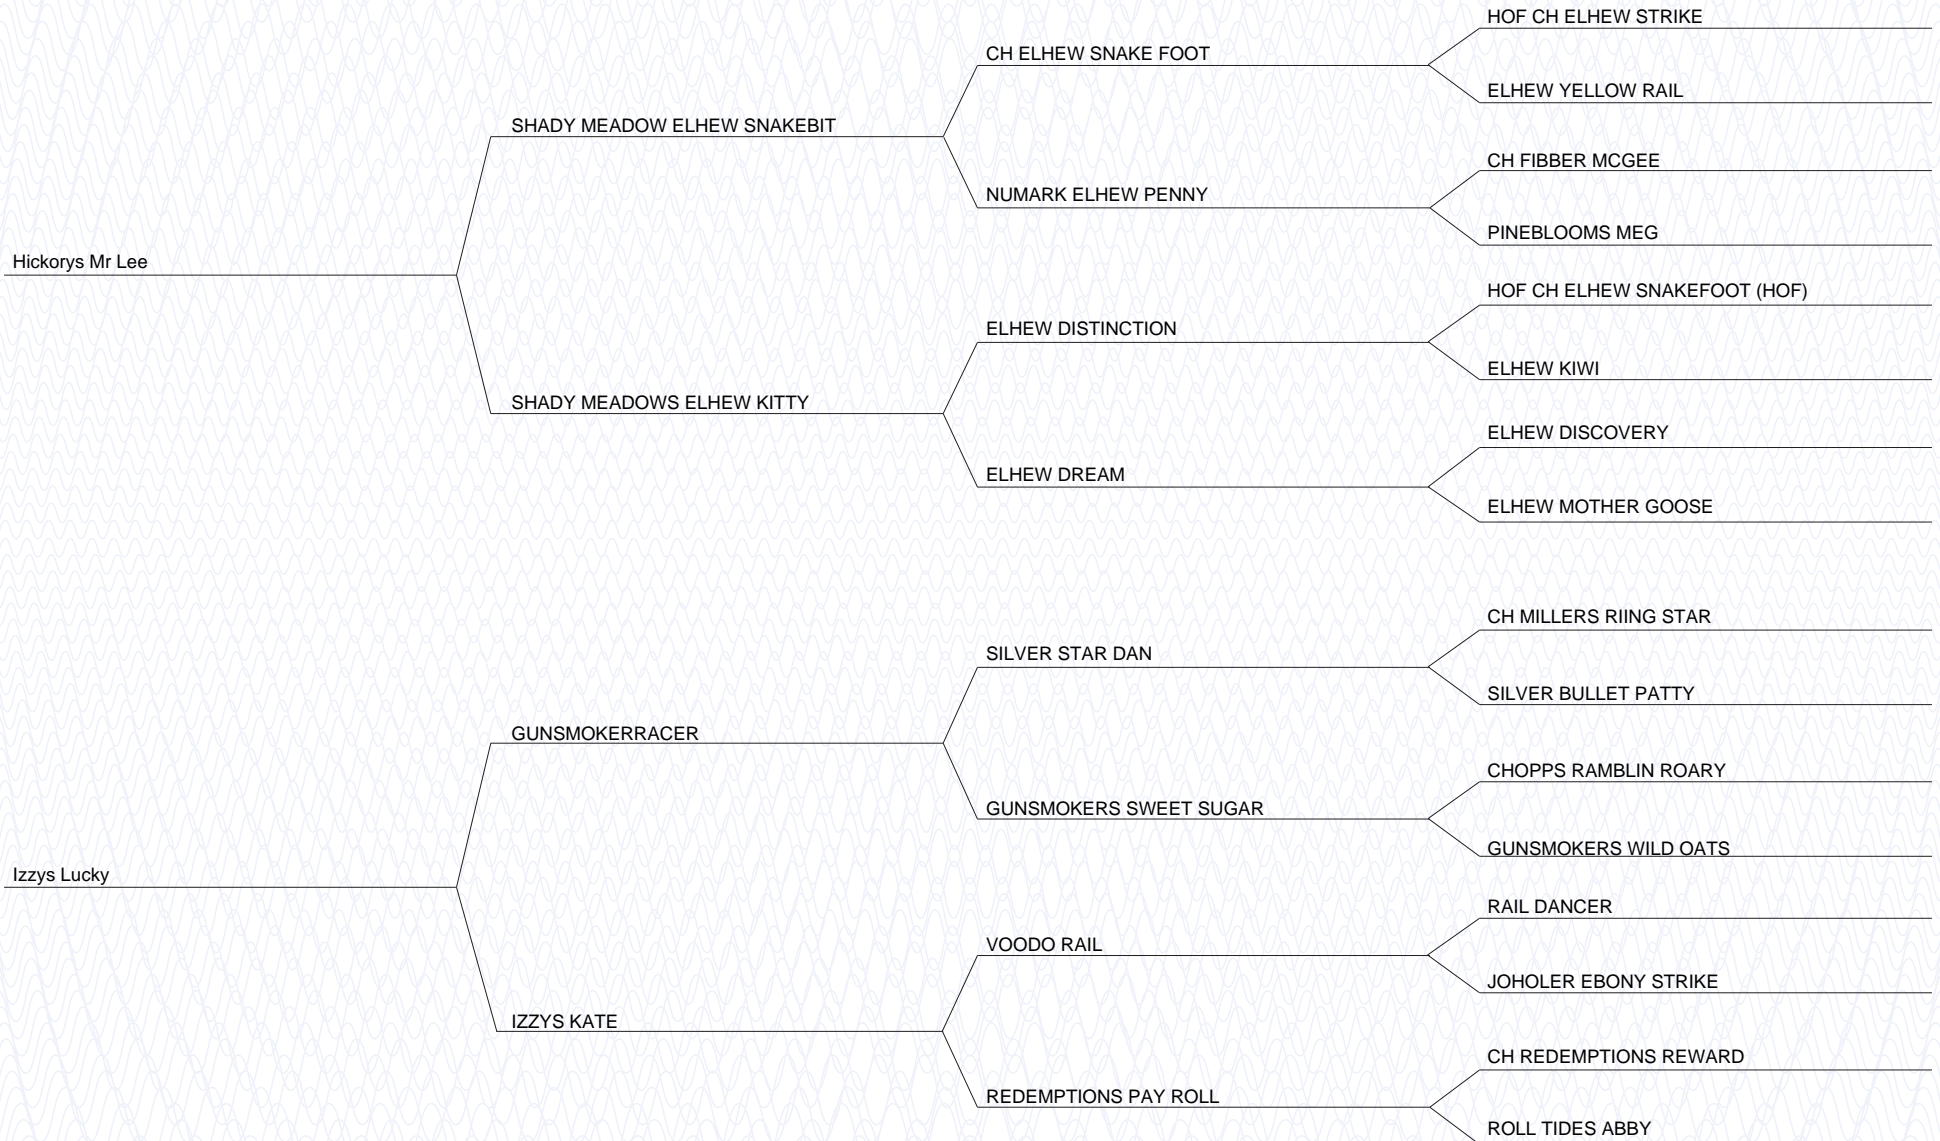 HOF CH ELHEW STRIKE
CH ELHEW SNAKE FOOT
ELHEW YELLOW RAIL
SHADY MEADOW ELHEW SNAKEBIT
CH FIBBER MCGEE
NUMARK ELHEW PENNY
PINEBLOOMS MEG
Hickorys Mr Lee
HOF CH ELHEW SNAKEFOOT (HOF)
ELHEW DISTINCTION
ELHEW KIWI
SHADY MEADOWS ELHEW KITTY
ELHEW DISCOVERY
ELHEW DREAM
ELHEW MOTHER GOOSE
CH MILLERS RIING STAR
SILVER STAR DAN
SILVER BULLET PATTY
GUNSMOKERRACER
CHOPPS RAMBLIN ROARY
GUNSMOKERS SWEET SUGAR
GUNSMOKERS WILD OATS
Izzys Lucky
RAIL DANCER
VOODO RAIL
JOHOLER EBONY STRIKE
IZZYS KATE
CH REDEMPTIONS REWARD
REDEMPTIONS PAY ROLL
ROLL TIDES ABBY